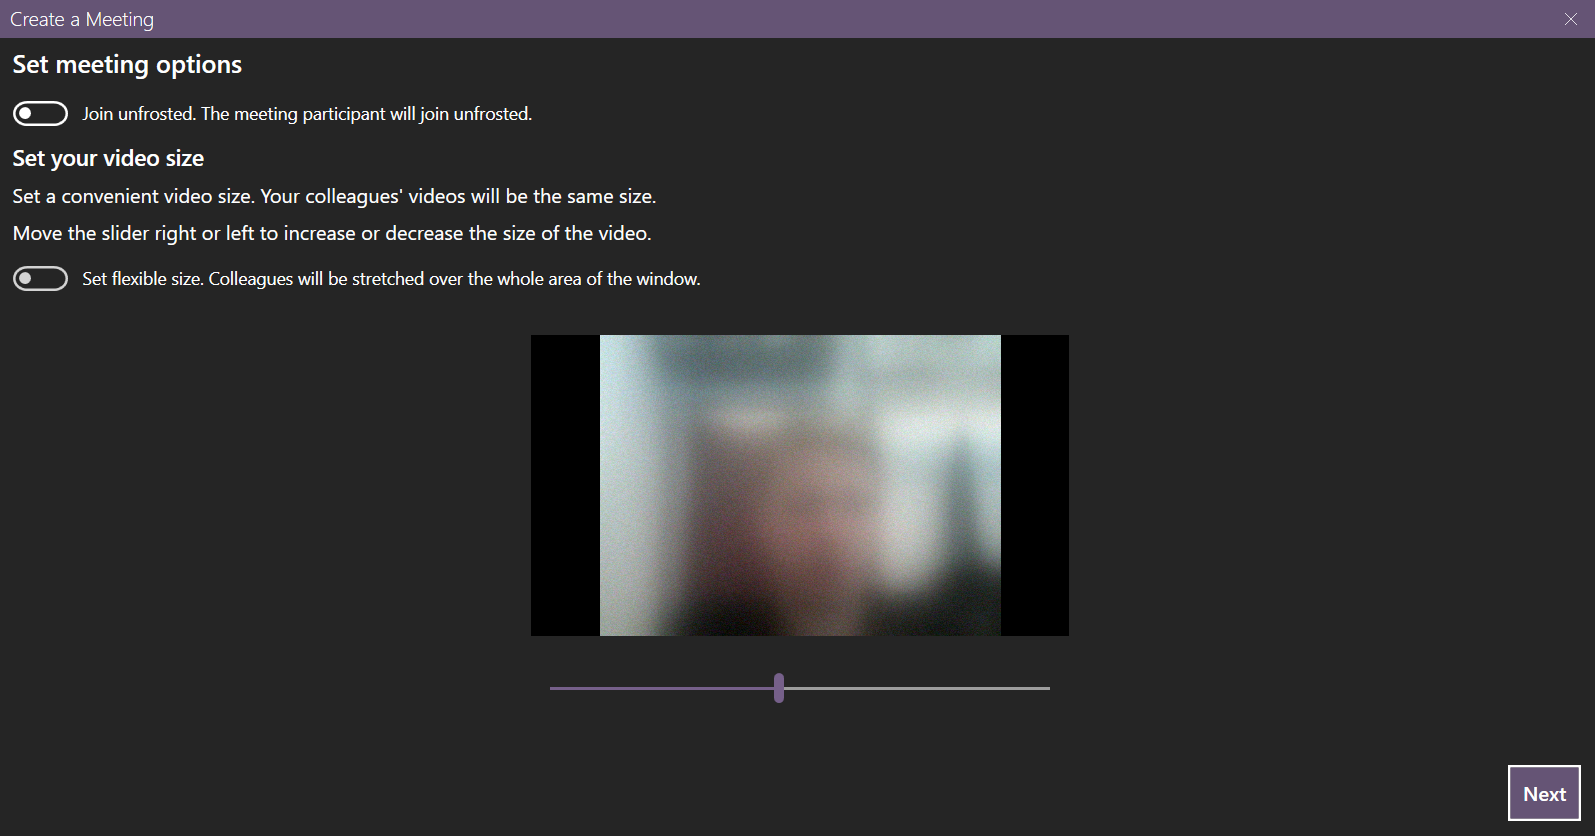 Create a Meeting
Set meeting options
Join unfrosted. The meeting participant will join unfrosted.
Set your video size
Set a convenient video size. Your colleagues' videos will be the same size.
Move the slider right or left to increase or decrease the size of the video.
Set flexible size. Colleagues will be stretched over the whole area of the window.
Next